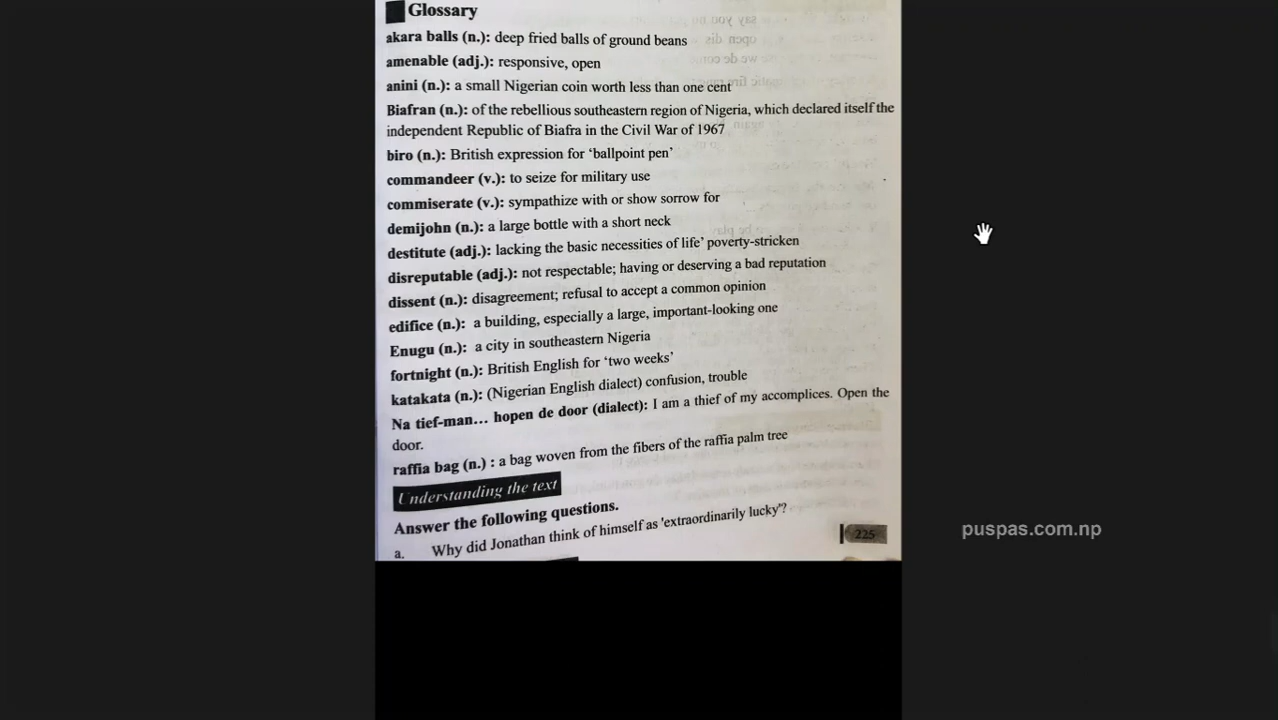 Glossary
akara balls (n.): deep fried balls of ground beans
amenable (adj.): responsive, open
anini (n.): a small Nigerian coin worth less than one cent
Biafran (n.): of the rebellious southeastern region of Nigeria, which declared itself the
independent Republic of Biafra in the Civil War of 1967
biro (n.): British expression for ‘ballpoint pen’
commandeer (v.): to seize for military use
commiserate (v.): sympathize with or show sorrow for
demijohn (n.): a large bottle with a short neck
destitute (adj.): lacking the basic necessities of life’ poverty-stricken
disreputable (adj.): not respectable; having or deserving a bad reputation
dissent (n.): disagreement; refusal to accept a common opinion
edifice (n.): a building, especially a large, important-looking one
Enugu (n.): a city in southeastern Nigeria
fortnight (n.): British English for ‘two weeks’
katakata (n.): (Nigerian English dialect) confusion, trouble
Na tief-man... hopen de door (dialect): I am a thief of my accomplices. Open the
door.
raffia bag (n.) : a bag woven from the fibers of the raffia palm tree
Understanding the text
Answer the following questions.
a. Why did Jonathan think of himself as 'extraordinarily lucky'?
225
puspas.com.np